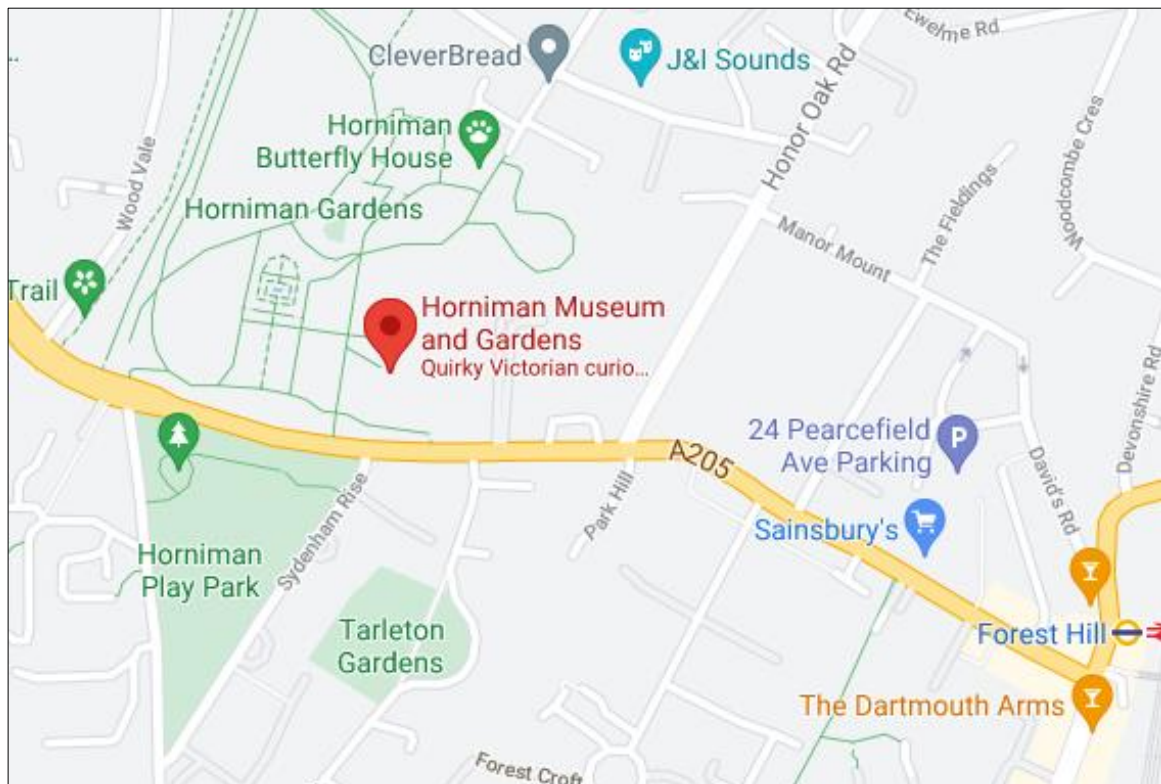 Ewelme Rd
CleverBread
J&I Sounds
Honor Oak Rd
Horniman
Butterfly House
Wood Vale
Woodcombe Cres
The Fieldings
Horniman Gardens
Manor Mount
Trail
Horniman Museum
and Gardens
Quirky Victorian curio...
Devonshire Rd
24 Pearcefield
Ave Parking
P
A205
David's Rd
Sydenham Rise
Park Hill
Sainsbury's
Horniman
Play Park
Tarleton
Gardens
Forest Hill
The Dartmouth Arms
Forest Croft